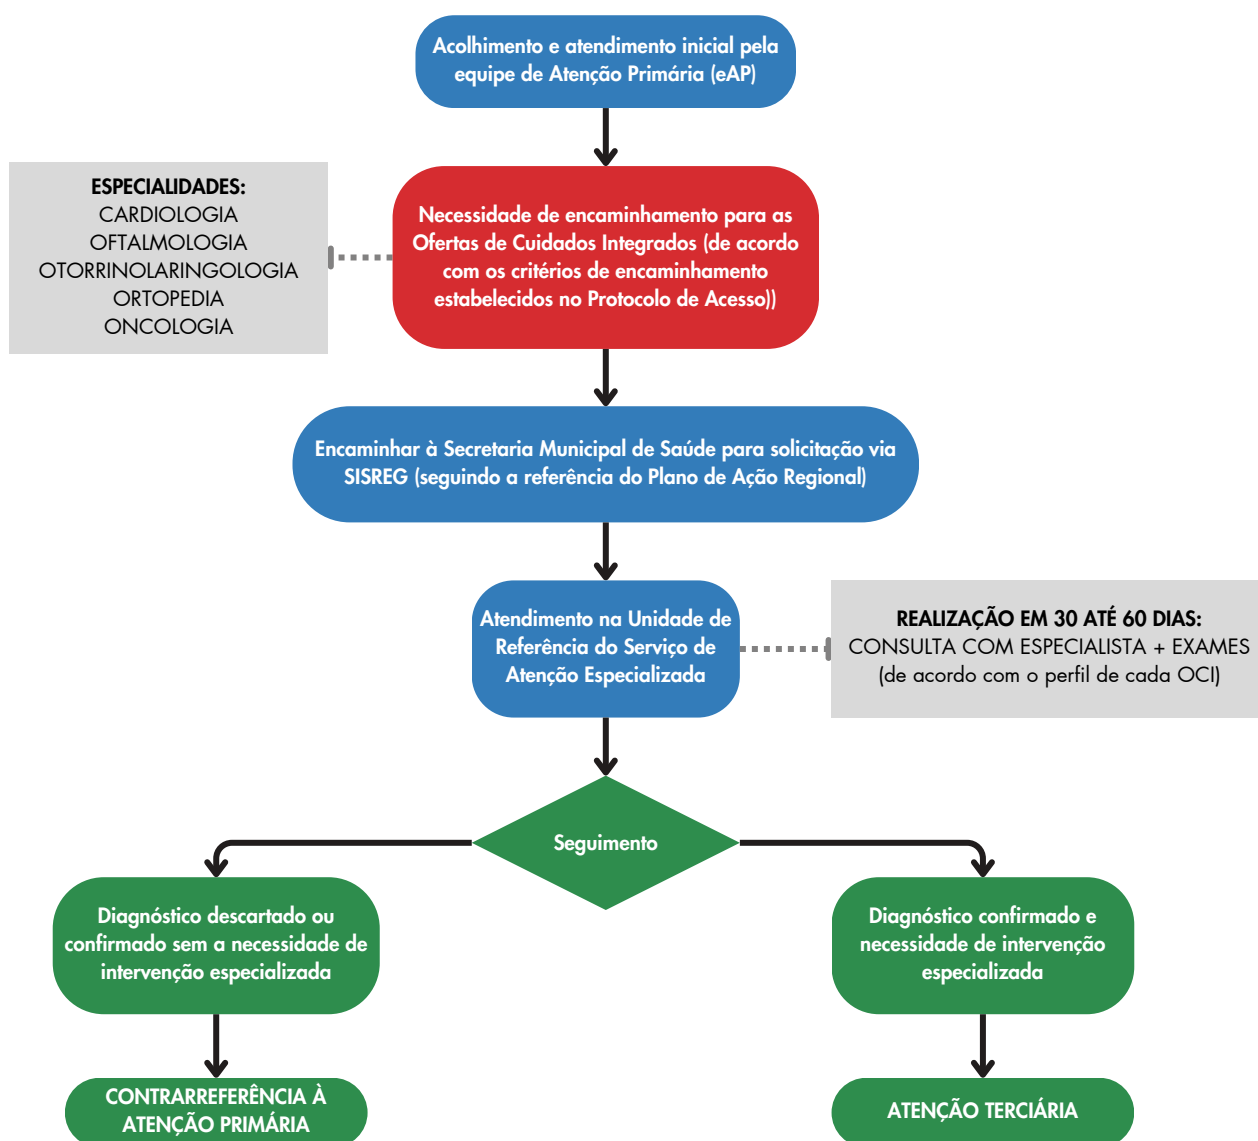 Acolhimento e atendimento inicial pela
equipe de Atenção Primária (eAP)
ESPECIALIDADES:
CARDIOLOGIA
OFTALMOLOGIA
OTORRINOLARINGOLOGIA
ORTOPEDIA
ONCOLOGIA
Necessidade de encaminhamento para as
Ofertas de Cuidados Integrados (de acordo
com os critérios de encaminhamento
estabelecidos no Protocolo de Acesso))
Encaminhar à Secretaria Municipal de Saúde para solicitação via
SISREG (seguindo a referência do Plano de Ação Regional)
Atendimento na Unidade de
Referência do Serviço de
Atenção Especializada
REALIZAÇÃO EM 30 ATÉ 60 DIAS:
CONSULTA COM ESPECIALISTA + EXAMES
(de acordo com o perfil de cada OCI)
Seguimento
Diagnóstico descartado ou
confirmado sem a necessidade de
intervenção especializada
Diagnóstico confirmado e
necessidade de intervenção
especializada
CONTRARREFERÊNCIA À
ATENÇÃO PRIMÁRIA
ATENÇÃO TERCIÁRIA